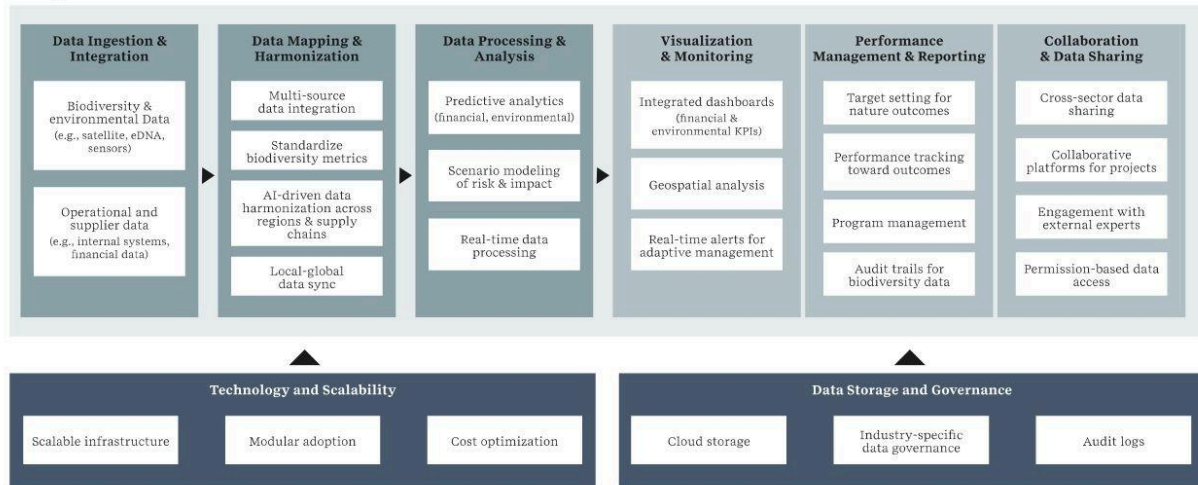 Data Ingestion &
Integration
Biodiversity &
environmental Data
(e.g., satellite, eDNA,
sensors)
Operational and
supplier data
(e.g., internal systems,
financial data)
Data Mapping &
Harmonization
Multi-source
data integration
Standardize
biodiversity metrics
AI-driven data
harmonization across
regions & supply
chains
Local-global
data sync
Data Processing &
Analysis
Predictive analytics
(financial, environmental)
Scenario modeling
of risk & impact
Real-time data
processing
Visualization
& Monitoring
Integrated dashboards
(financial &
environmental KPIs)
Geospatial analysis
Real-time alerts for
adaptive management
Performance
Management & Reporting
Target setting for
nature outcomes
Performance tracking
toward outcomes
Program management
Audit trails for
biodiversity data
Collaboration
& Data Sharing
Cross-sector data
sharing
Collaborative
platforms for projects
Engagement with
external experts
Permission-based data
access
Technology and Scalability
Scalable infrastructure
Modular adoption
Cost optimization
Data Storage and Governance
Cloud storage
Industry-specific
data governance
Audit logs